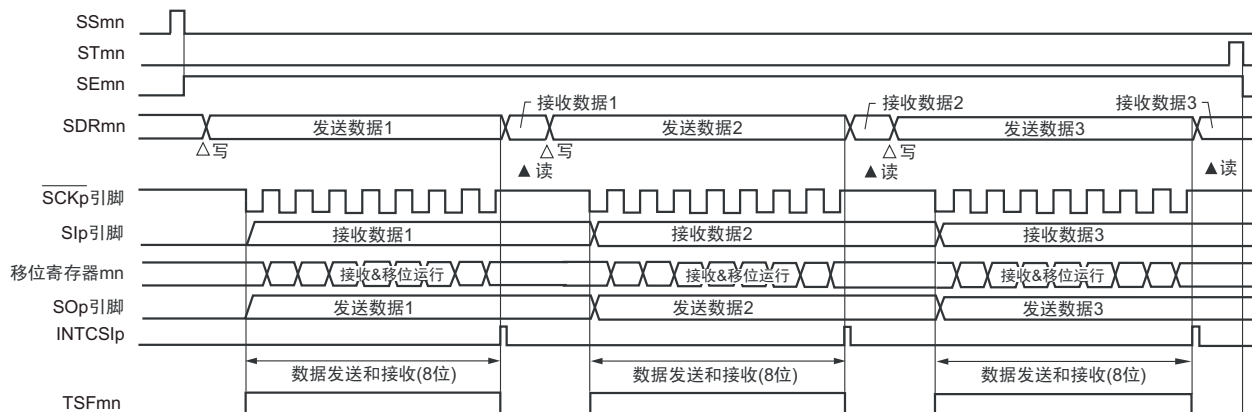 SSmn
STmn
SEmn
接收数据1
接收数据2
接收数据3
SDRmn
发送数据1
发送数据2
发送数据3
△写
△写
△写
▲读
▲读
▲读
SCKp引脚
SIp引脚
接收数据1
接收数据2
接收数据3
移位寄存器mn
接收&移位运行
接收&移位运行
接收&移位运行
SOp引脚
发送数据1
发送数据2
发送数据3
INTCSIp
数据发送和接收(8位)
数据发送和接收(8位)
数据发送和接收(8位)
TSFmn